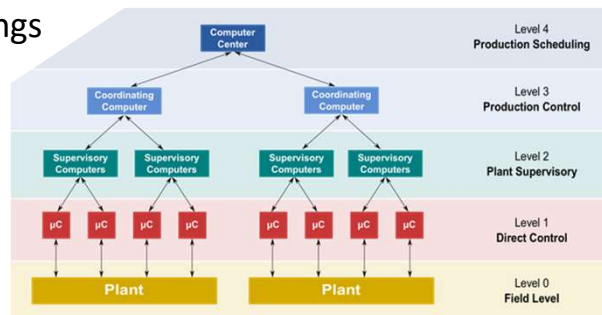 ngs
Computer
Center
Level 4
Production Scheduling
Coordinating
Computer
Coordinating
Computer
Level 3
Production Control
Supervisory
Computers
Supervisory
Computers
Supervisory
Computers
Supervisory
Computers
Level 2
Plant Supervisory
µC
µC
µC
µC
µC
µC
µC
µC
Level 1
Direct Control
Plant
Plant
Level 0
Field Level